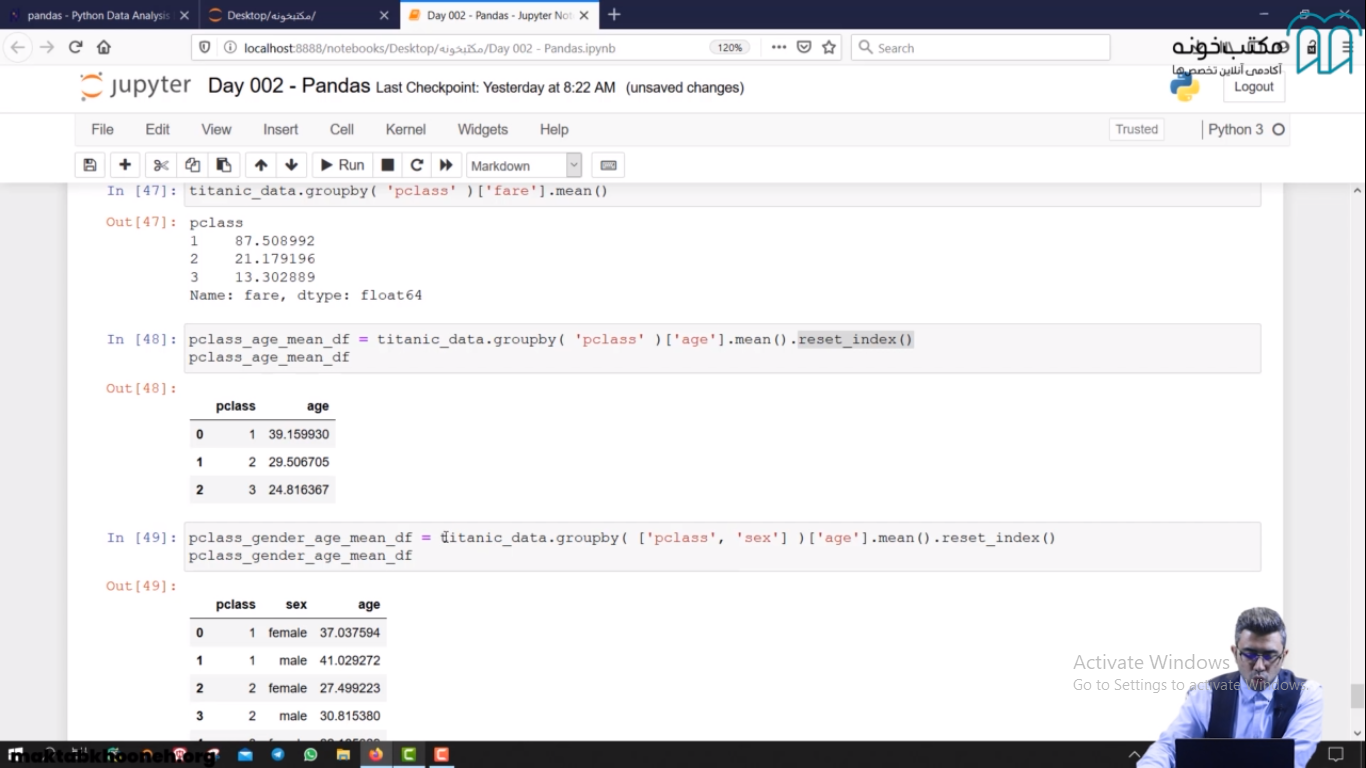 pandas - Python Data Analysis
Desktop/مکتبخونه/
Day 002 - Pandas - Jupyter Not
localhost:8888/notebooks/Desktop/مکتبخونه/Day 002 - Pandas.ipynb
120%
Search
مکتب‌خونه
آکادمی آنلاین تخصص‌ها
jupyter
Day 002 - Pandas Last Checkpoint: Yesterday at 8:22 AM (unsaved changes)
Logout
File Edit View Insert Cell Kernel Widgets Help
Trusted
Python 3
Run
Markdown
In [47]: titanic_data.groupby( 'pclass' )['fare'].mean()
Out[47]: pclass
1 87.508992
2 21.179196
3 13.302889
Name: fare, dtype: float64
In [48]: pclass_age_mean_df = titanic_data.groupby( 'pclass' )['age'].mean().reset_index()
pclass_age_mean_df
Out[48]:
pclass age
0 1 39.159930
1 2 29.506705
2 3 24.816367
In [49]: pclass_gender_age_mean_df = titanic_data.groupby( ['pclass', 'sex'] )['age'].mean().reset_index()
pclass_gender_age_mean_df
Out[49]:
pclass sex age
0 1 female 37.037594
1 1 male 41.029272
2 2 female 27.499223
3 2 male 30.815380
Activate Windows
Go to Settings to activate Windows.
maktabkhooneh.org